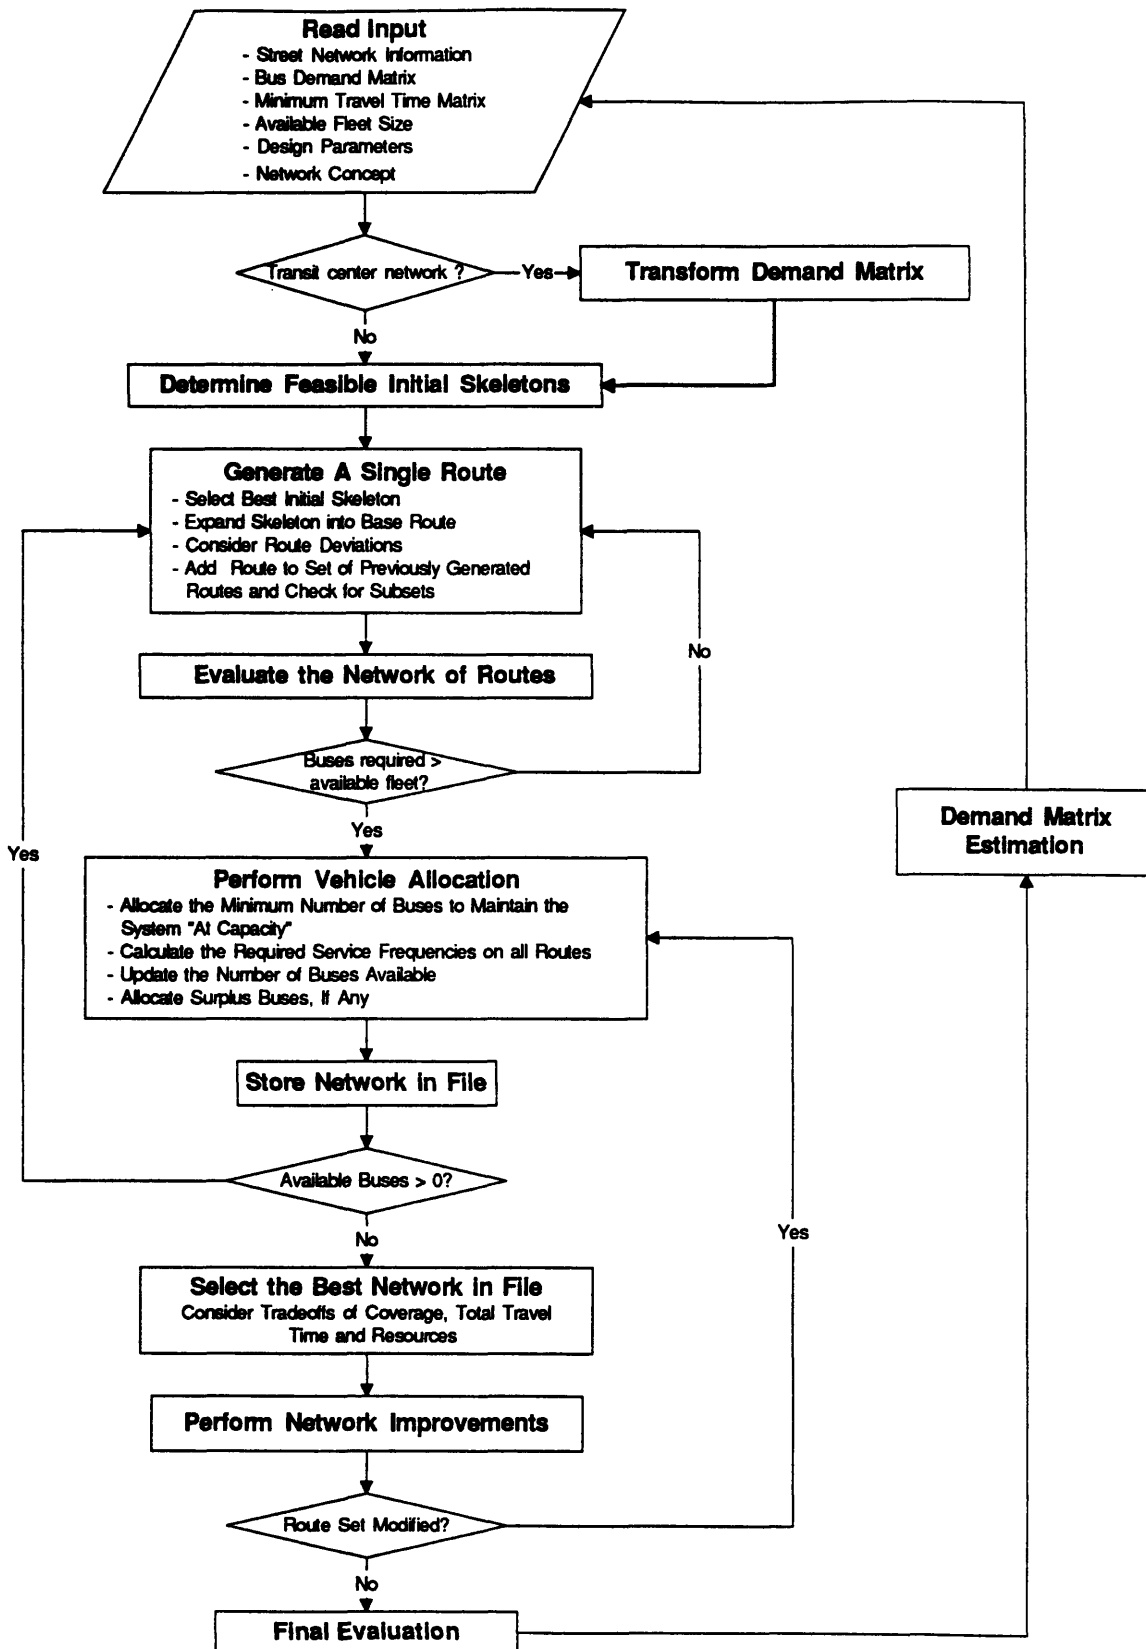 Read Input
- Street Network Information
- Bus Demand Matrix
- Minimum Travel Time Matrix
- Available Fleet Size
- Design Parameters
- Network Concept
Transit center network ?
Yes
Transform Demand Matrix
No
Determine Feasible Initial Skeletons
Generate A Single Route
- Select Best Initial Skeleton
- Expand Skeleton into Base Route
- Consider Route Deviations
- Add Route to Set of Previously Generated
Routes and Check for Subsets
No
Evaluate the Network of Routes
Buses required >
available fleet?
Yes
Yes
Demand Matrix
Estimation
Perform Vehicle Allocation
- Allocate the Minimum Number of Buses to Maintain the
System "At Capacity"
- Calculate the Required Service Frequencies on all Routes
- Update the Number of Buses Available
- Allocate Surplus Buses, If Any
Store Network in File
Available Buses > 0?
Yes
No
Select the Best Network in File
Consider Tradeoffs of Coverage, Total Travel
Time and Resources
Perform Network Improvements
Route Set Modified?
No
Final Evaluation